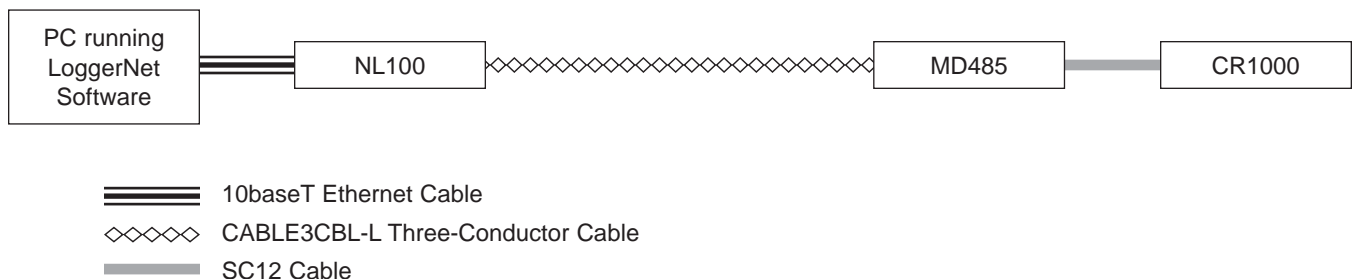 PC running
LoggerNet
Software
NL100
MD485
CR1000
10baseT Ethernet Cable
CABLE3CBL-L Three-Conductor Cable
SC12 Cable